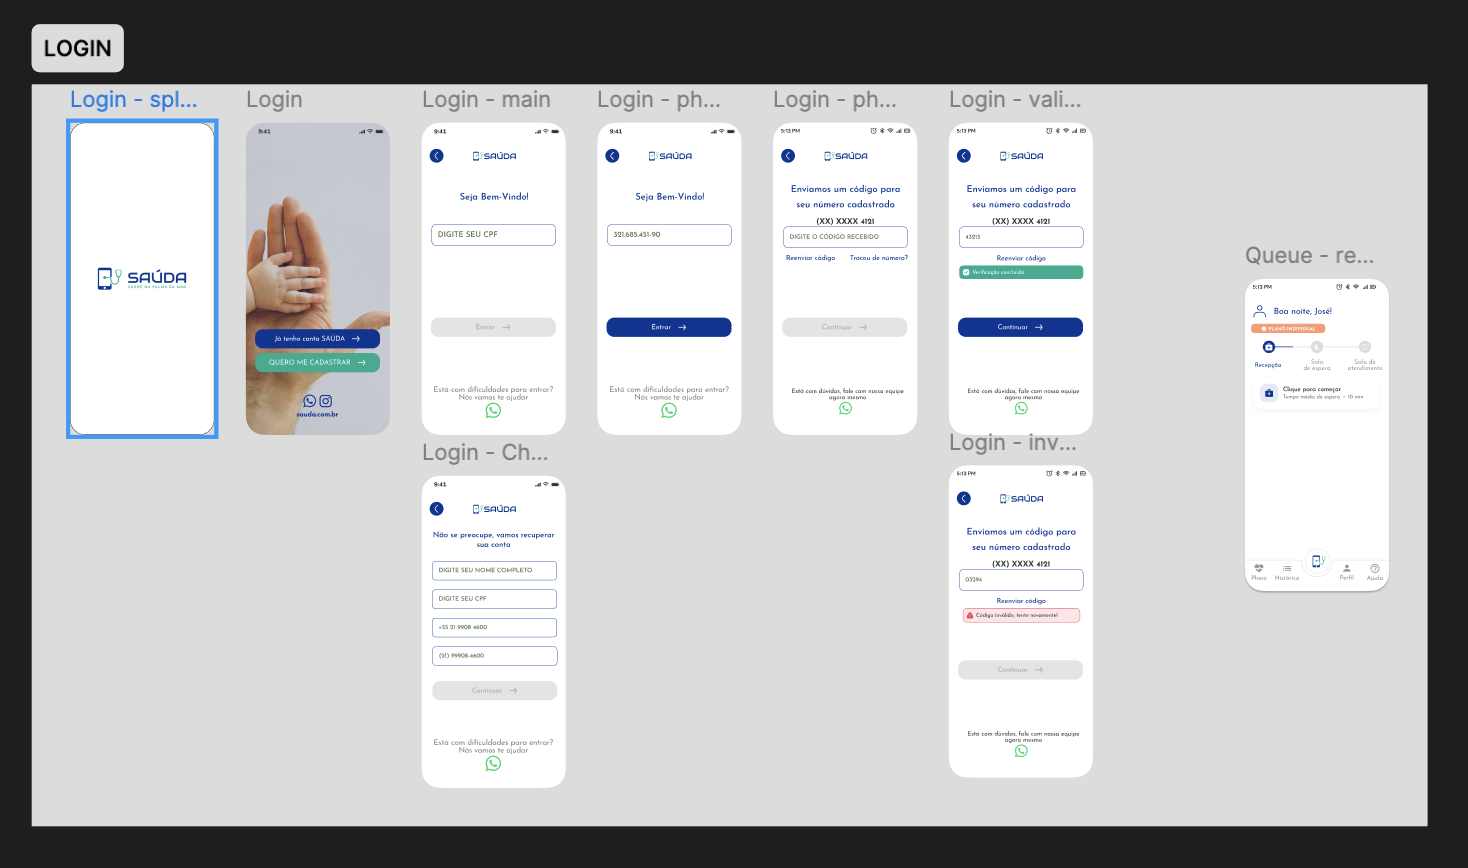 LOGIN
Login - spl...
SAÚDA
SAÚDE NA PALMA DA MÃO
Login
9:41
Já tenho conta SAÚDA
QUERO ME CADASTRAR
sauda.com.br
Login - main
9:41
SAÚDA
Seja Bem-Vindo!
DIGITE SEU CPF
Entrar
Está com dificuldades para entrar?
Nós vamos te ajudar
Login - ph...
9:41
SAÚDA
Seja Bem-Vindo!
321.685.451-90
Entrar
Está com dificuldades para entrar?
Nós vamos te ajudar
Login - ph...
5:13 PM
SAÚDA
Enviamos um código para
seu número cadastrado
(XX) XXXX 4121
DIGITE O CÓDIGO RECEBIDO
Reenviar código
Trocou de número?
Continuar
Está com dúvidas, fale com nossa equipe
agora mesmo
Login - vali...
5:13 PM
SAÚDA
Enviamos um código para
seu número cadastrado
(XX) XXXX 4121
43213
Reenviar código
Verificação concluída
Continuar
Está com dúvidas, fale com nossa equipe
agora mesmo
Login - Ch...
9:41
SAÚDA
Não se preocupe, vamos recuperar
sua conta
DIGITE SEU NOME COMPLETO
DIGITE SEU CPF
+55 21 9908 4600
(21) 99908-4600
Continuar
Está com dificuldades para entrar?
Nós vamos te ajudar
Login - inv...
5:13 PM
SAÚDA
Enviamos um código para
seu número cadastrado
(XX) XXXX 4121
03294
Reenviar código
Código inválido, tente novamente!
Continuar
Está com dúvidas, fale com nossa equipe
agora mesmo
Queue - re...
5:13 PM
Boa noite, José!
PLANO INDIVIDUAL
Recepção
Sala
de espera
Sala de
atendimento
Clique para começar
Tempo médio de espera • 10 min
Plano
Histórico
Perfil
Ajuda